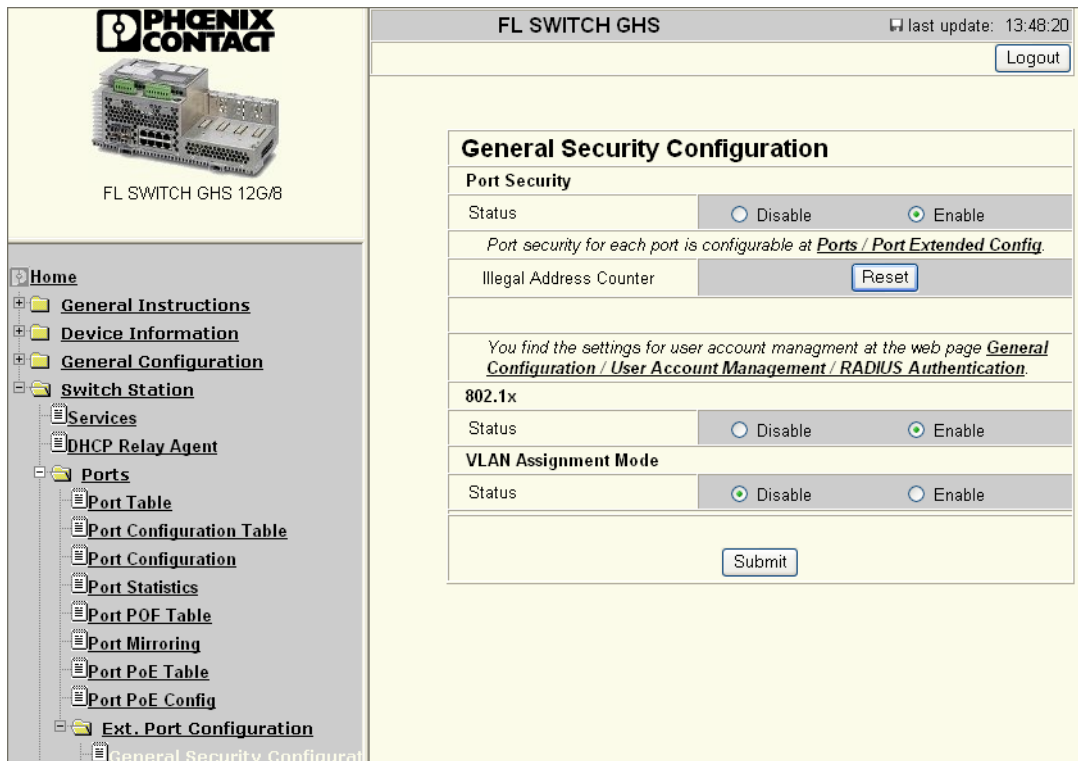 PHŒNIX
CONTACT
FL SWITCH GHS 12G/8
Home
General Instructions
Device Information
General Configuration
Switch Station
Services
DHCP Relay Agent
Ports
Port Table
Port Configuration Table
Port Configuration
Port Statistics
Port POF Table
Port Mirroring
Port PoE Table
Port PoE Config
Ext. Port Configuration
General Security Configurat
FL SWITCH GHS
last update: 13:48:20
Logout
General Security Configuration
Port Security
Status Disable Enable
Port security for each port is configurable at Ports / Port Extended Config.
Illegal Address Counter Reset
You find the settings for user account managment at the web page General
Configuration / User Account Management / RADIUS Authentication.
802.1x
Status Disable Enable
VLAN Assignment Mode
Status Disable Enable
Submit